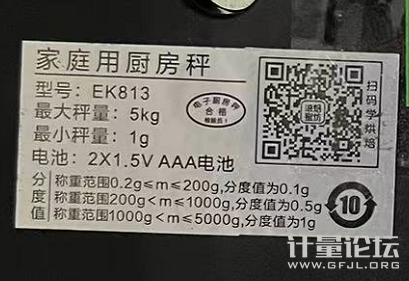 家庭用厨房秤
型号：EK813
最大秤量：5kg
最小秤量：1g
电池：2X1.5V AAA电池
分度值
称重范围0.2g≤m≤200g,分度值为0.1g
称重范围200g<m≤1000g,分度值为0.5g
称重范围1000g<m≤5000g,分度值为1g
电子厨房秤
合格
扫码学烘焙
10
计量论坛
WWW.GFJL.ORG